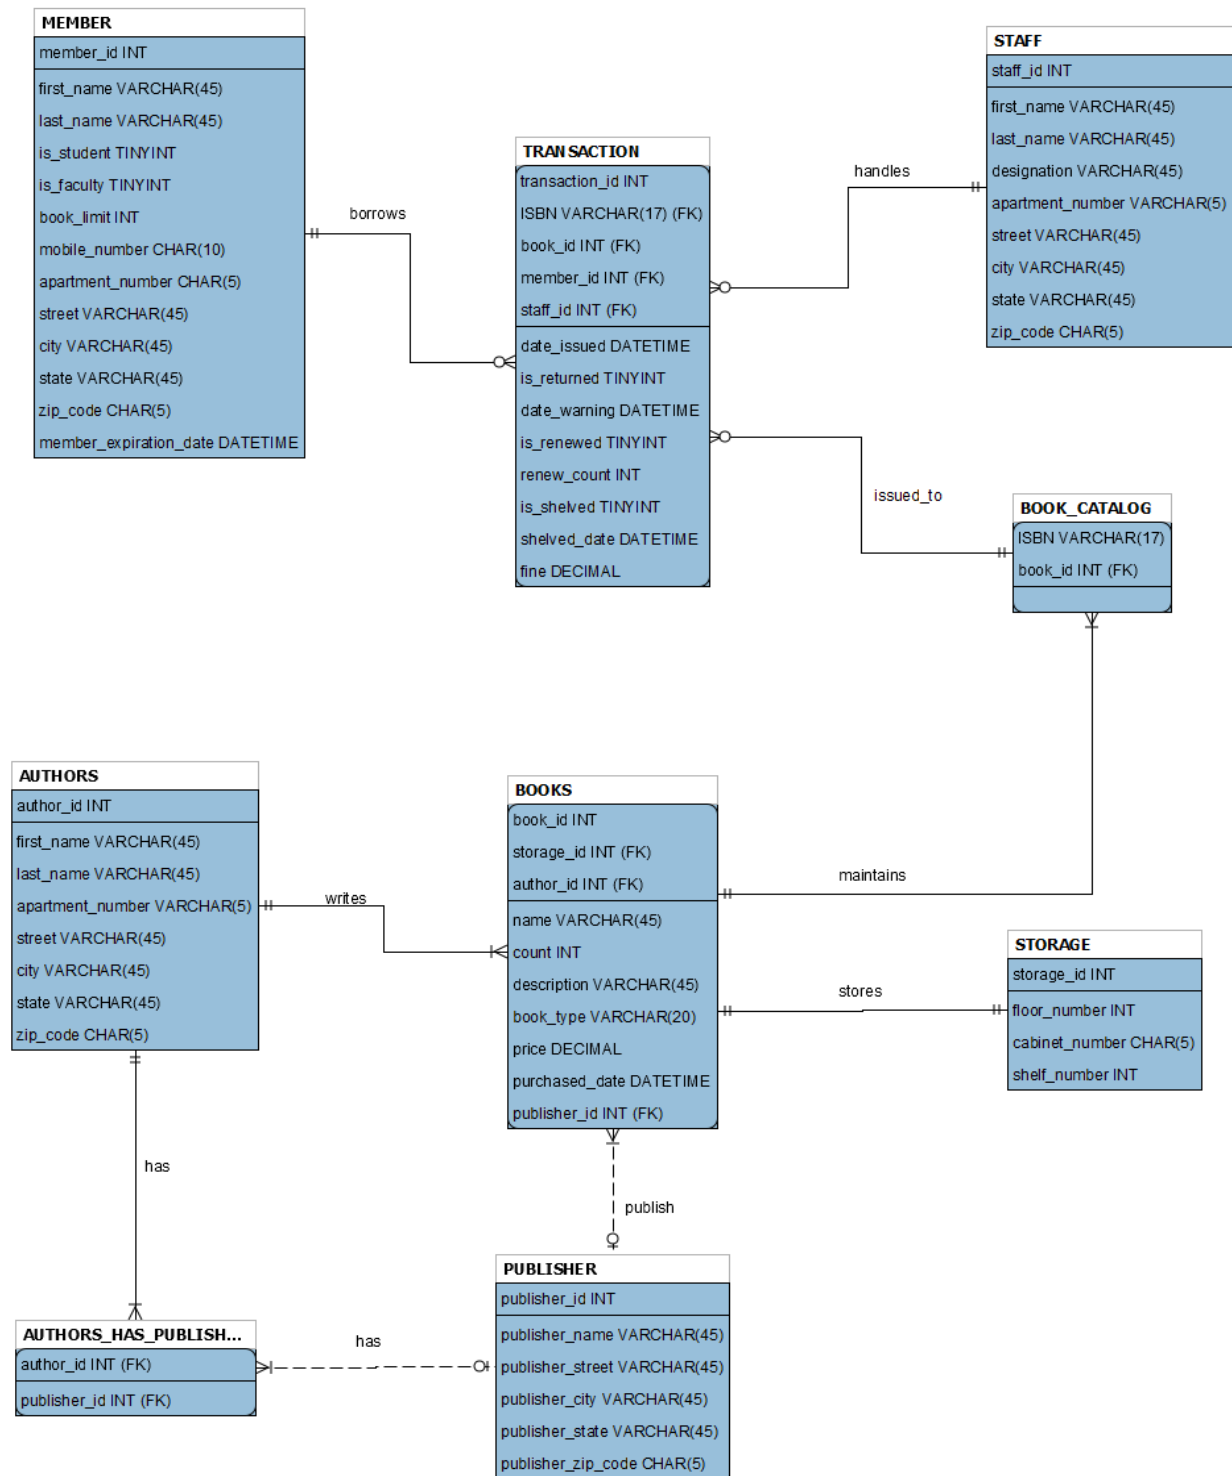 MEMBER
member_id INT
first_name VARCHAR(45)
last_name VARCHAR(45)
is_student TINYINT
is_faculty TINYINT
book_limit INT
mobile_number CHAR(10)
apartment_number CHAR(5)
street VARCHAR(45)
city VARCHAR(45)
state VARCHAR(45)
zip_code CHAR(5)
member_expiration_date DATETIME
borrows
TRANSACTION
transaction_id INT
ISBN VARCHAR(17) (FK)
book_id INT (FK)
member_id INT (FK)
staff_id INT (FK)
date_issued DATETIME
is_returned TINYINT
date_warning DATETIME
is_renewed TINYINT
renew_count INT
is_shelved TINYINT
shelved_date DATETIME
fine DECIMAL
handles
STAFF
staff_id INT
first_name VARCHAR(45)
last_name VARCHAR(45)
designation VARCHAR(45)
apartment_number VARCHAR(5)
street VARCHAR(45)
city VARCHAR(45)
state VARCHAR(45)
zip_code CHAR(5)
issued_to
BOOK_CATALOG
ISBN VARCHAR(17)
book_id INT (FK)
AUTHORS
author_id INT
first_name VARCHAR(45)
last_name VARCHAR(45)
apartment_number VARCHAR(5)
street VARCHAR(45)
city VARCHAR(45)
state VARCHAR(45)
zip_code CHAR(5)
writes
BOOKS
book_id INT
storage_id INT (FK)
author_id INT (FK)
name VARCHAR(45)
count INT
description VARCHAR(45)
book_type VARCHAR(20)
price DECIMAL
purchased_date DATETIME
publisher_id INT (FK)
maintains
stores
STORAGE
storage_id INT
floor_number INT
cabinet_number CHAR(5)
shelf_number INT
has
publish
AUTHORS_HAS_PUBLISH...
author_id INT (FK)
publisher_id INT (FK)
has
PUBLISHER
publisher_id INT
publisher_name VARCHAR(45)
publisher_street VARCHAR(45)
publisher_city VARCHAR(45)
publisher_state VARCHAR(45)
publisher_zip_code CHAR(5)